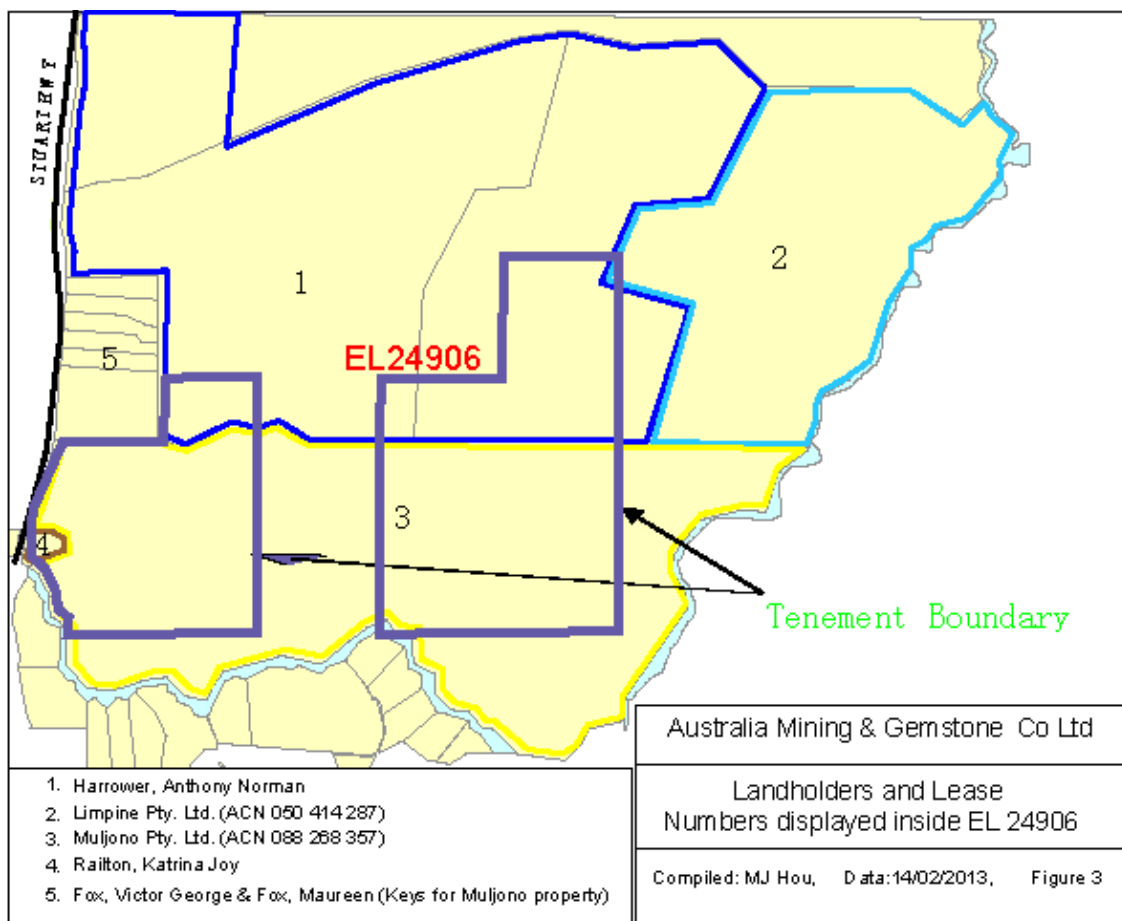 STUART HWY
1
2
5
EL24906
3
4
Tenement Boundary
Australia Mining & Gemstone Co Ltd
Landholders and Lease
Numbers displayed inside EL 24906
Compiled: MJ Hou, Data:14/02/2013, Figure 3
1. Harrower, Anthony Norman
2. Limpine Pty. Ltd. (ACN 050 414 287)
3. Muljono Pty. Ltd. (ACN 088 268 357)
4. Railton, Katrina Joy
5. Fox, Victor George & Fox, Maureen (Keys for Muljono property)